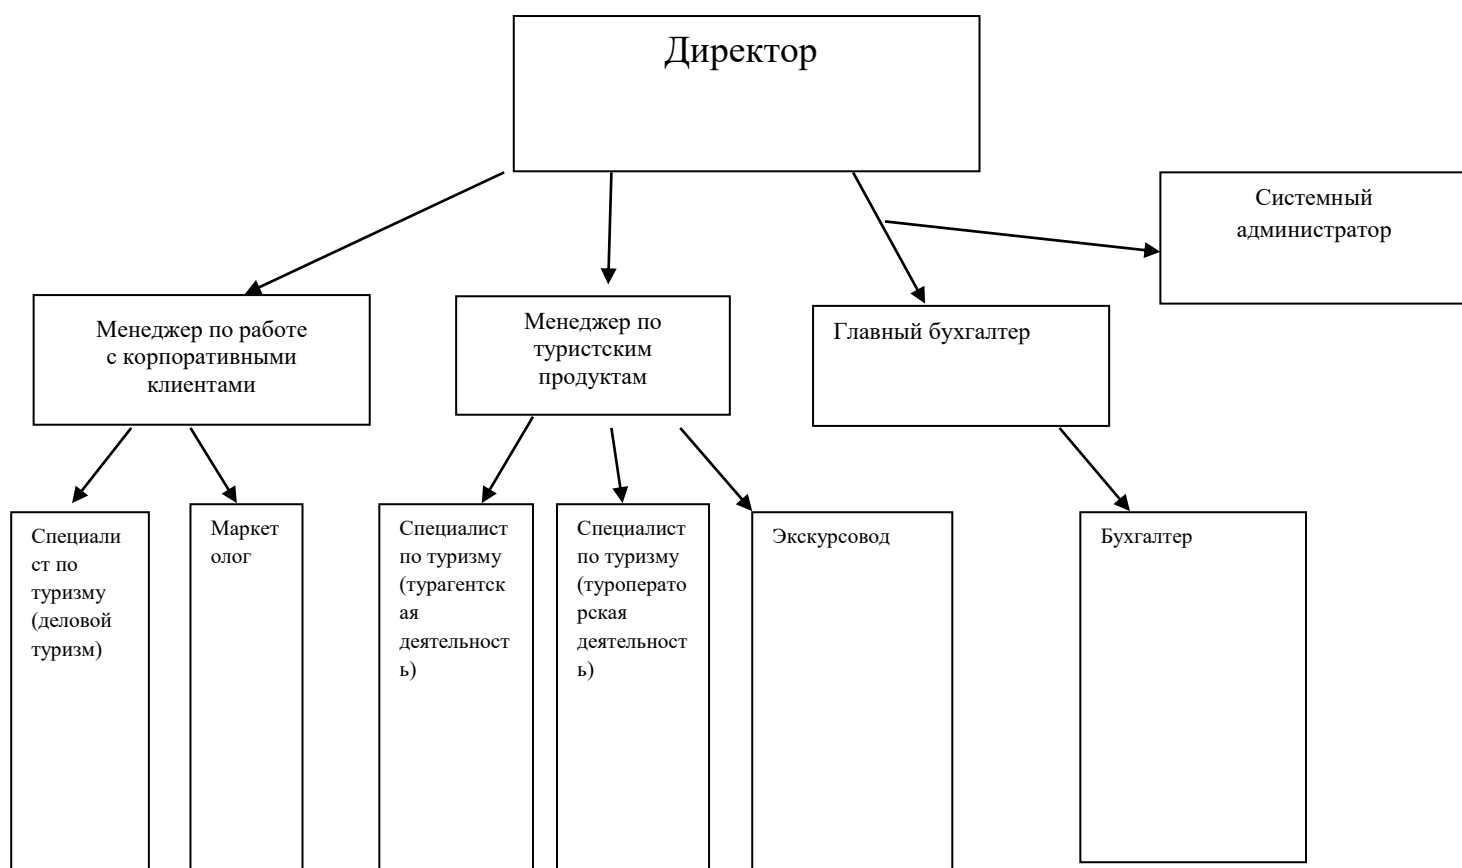 Директор
Системный
администратор
Менеджер по работе
с корпоративными
клиентами
Менеджер по
туристским
продуктам
Главный бухгалтер
Специали
ст по
туризму
(деловой
туризм)
Маркет
олог
Специалист
по туризму
(турагентск
ая
деятельност
ь)
Специалист
по туризму
(туроперато
рская
деятельност
ь)
Экскурсовод
Бухгалтер